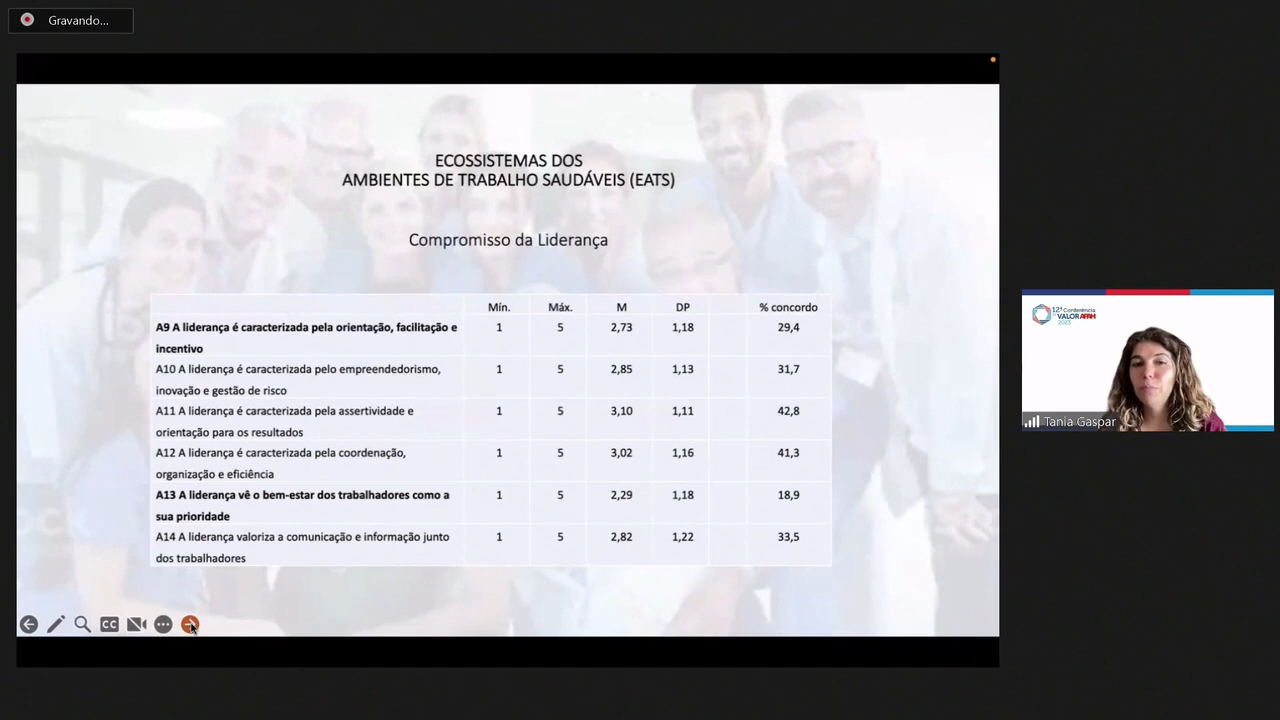 Gravando...
ECOSSISTEMAS DOS
AMBIENTES DE TRABALHO SAUDÁVEIS (EATS)
Compromisso da Liderança
Mín. Máx. M DP % concordo
A9 A liderança é caracterizada pela orientação, facilitação e 1 5 2,73 1,18 29,4
incentivo
A10 A liderança é caracterizada pelo empreendedorismo, 1 5 2,85 1,13 31,7
inovação e gestão de risco
A11 A liderança é caracterizada pela assertividade e 1 5 3,10 1,11 42,8
orientação para os resultados
A12 A liderança é caracterizada pela coordenação, 1 5 3,02 1,16 41,3
organização e eficiência
A13 A liderança vê o bem-estar dos trabalhadores como a 1 5 2,29 1,18 18,9
sua prioridade
A14 A liderança valoriza a comunicação e informação junto 1 5 2,82 1,22 33,5
dos trabalhadores
CC
12ª Conferência
VALOR APAH
2023
Tania Gaspar